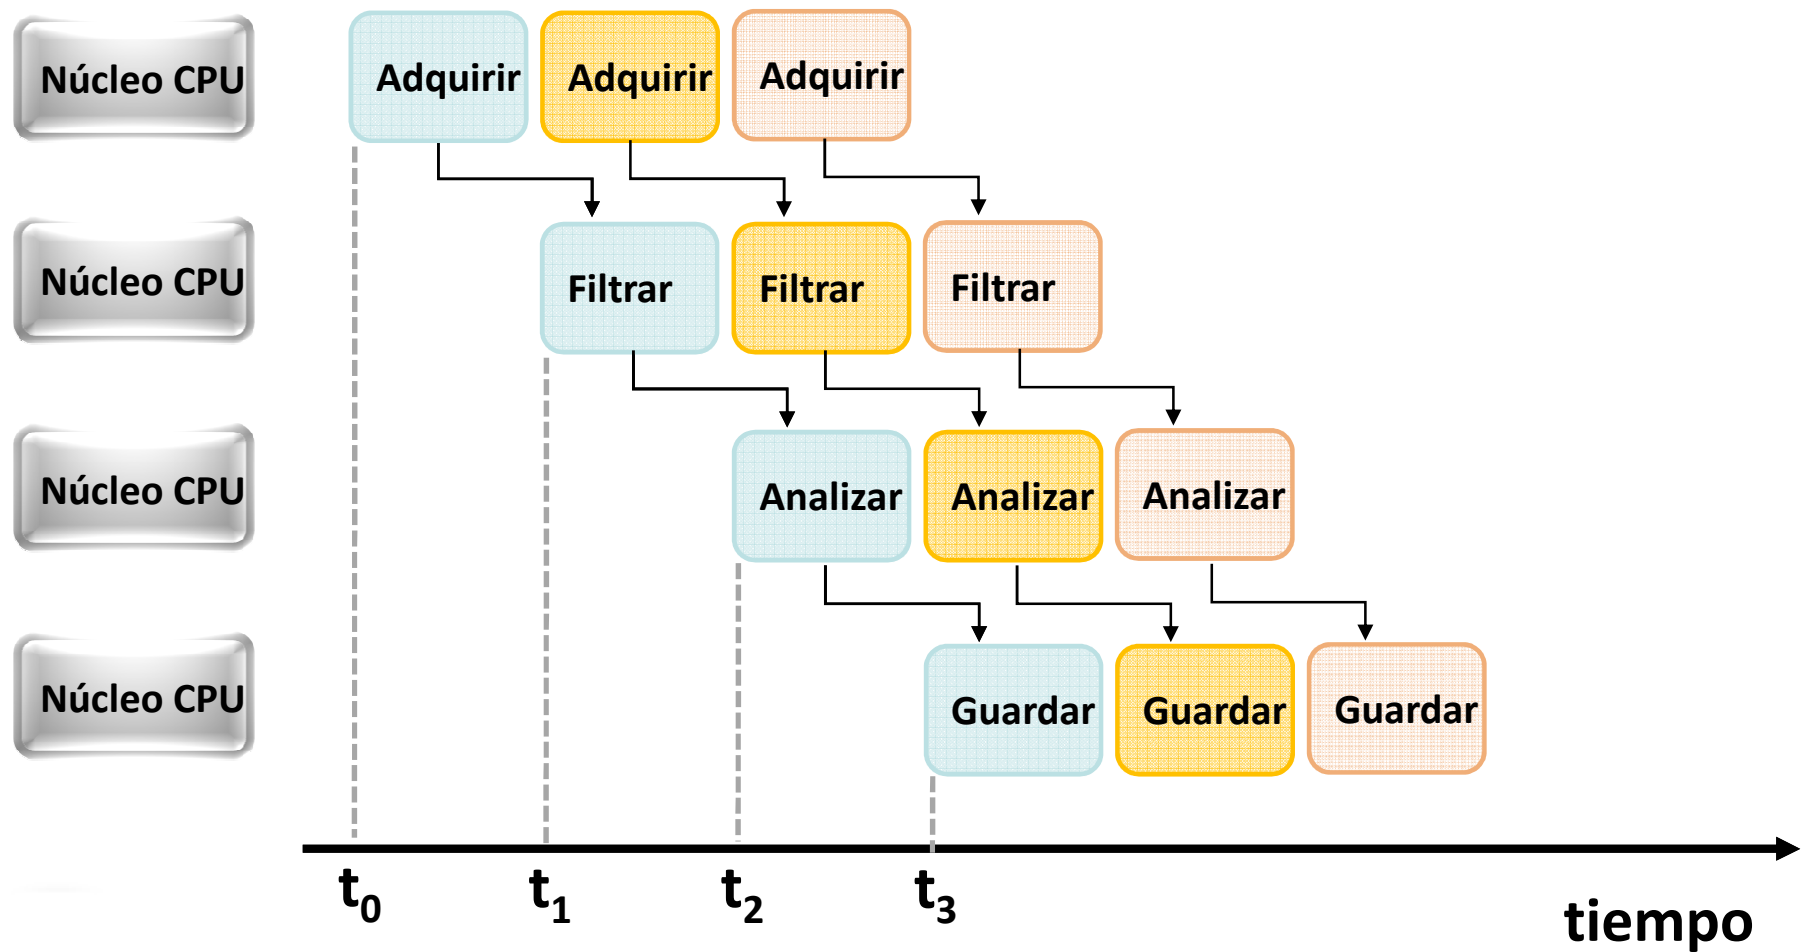 Núcleo CPU Adquirir Adquirir Adquirir
Núcleo CPU Filtrar Filtrar Filtrar
Núcleo CPU Analizar Analizar Analizar
Núcleo CPU Guardar Guardar Guardar
t0 t1 t2 t3
tiempo